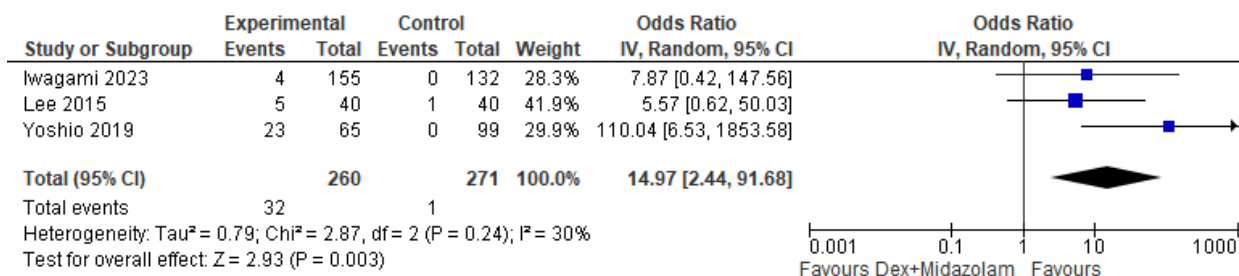 Experimental Control Odds Ratio Odds Ratio
Study or Subgroup Events Total Events Total Weight IV, Random, 95% CI IV, Random, 95% CI
Iwagami 2023 4 155 0 132 28.3% 7.87 [0.42, 147.56]
Lee 2015 5 40 1 40 41.9% 5.57 [0.62, 50.03]
Yoshio 2019 23 65 0 99 29.9% 110.04 [6.53, 1853.58]
Total (95% CI) 260 271 100.0% 14.97 [2.44, 91.68]
Total events 32 1
Heterogeneity: Tau² = 0.79; Chi² = 2.87, df = 2 (P = 0.24); I² = 30%
Test for overall effect: Z = 2.93 (P = 0.003)
0.001 0.1 1 10 1000
Favours Dex+Midazolam Favours